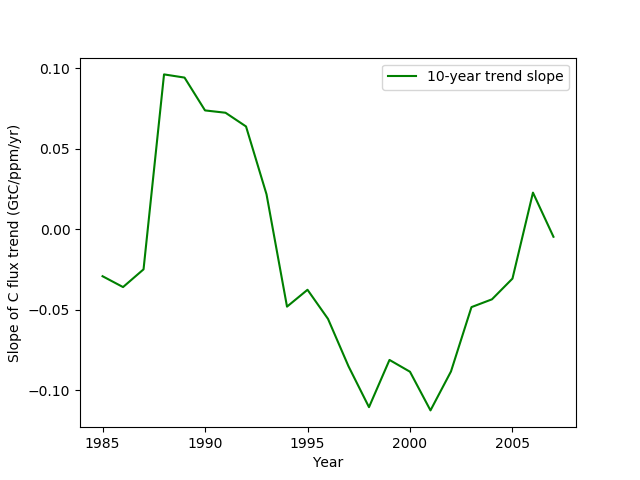 10-year trend slope
0.10
0.05
0.00
−0.05
−0.10
Slope of C flux trend (GtC/ppm/yr)
1985 1990 1995 2000 2005
Year